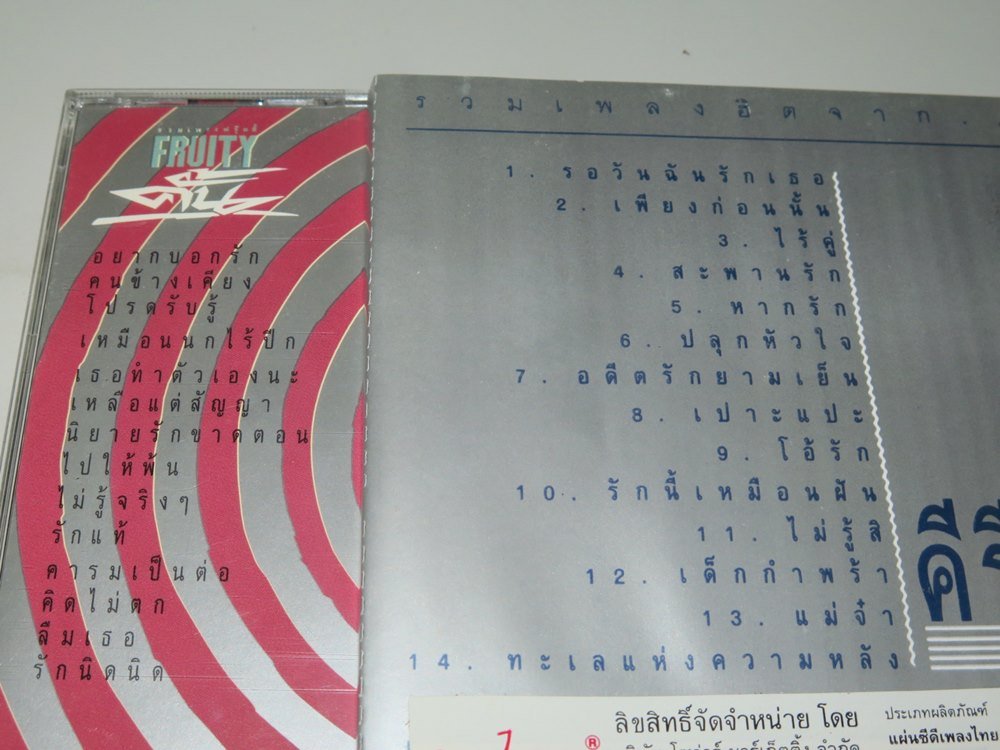 FRUITY
อยากบอกรัก
คนข้างเคียง
โปรดรับรู้
เหมือนนกไร้ปีก
เธอทำตัวเองนะ
เหลือแต่สัญญา
นิยายรักขาดตอน
ไปให้พ้น
ไม่รู้จริงๆ
รักแท้
คารมเป็นต่อ
คิดไม่ตก
ลืมเธอ
รักนิดนิด
รวมเพลงฮิตจาก.
1. รอวันฉันรักเธอ
2. เพียงก่อนนั้น
3. ไร้คู่
4. สะพานรัก
5. หากรัก
6. ปลุกหัวใจ
7. อดีตรักยามเย็น
8. เปาะแปะ
9. โอ้รัก
10. รักนี้เหมือนฝัน
11. ไม่รู้สิ
12. เด็กกำพร้า
13. แม่จ๋า
14. ทะเลแห่งความหลัง
คีรี
ลิขสิทธิ์จัดจำหน่าย โดย
ประเภทผลิตภัณฑ์
แผ่นซีดีเพลงไทย